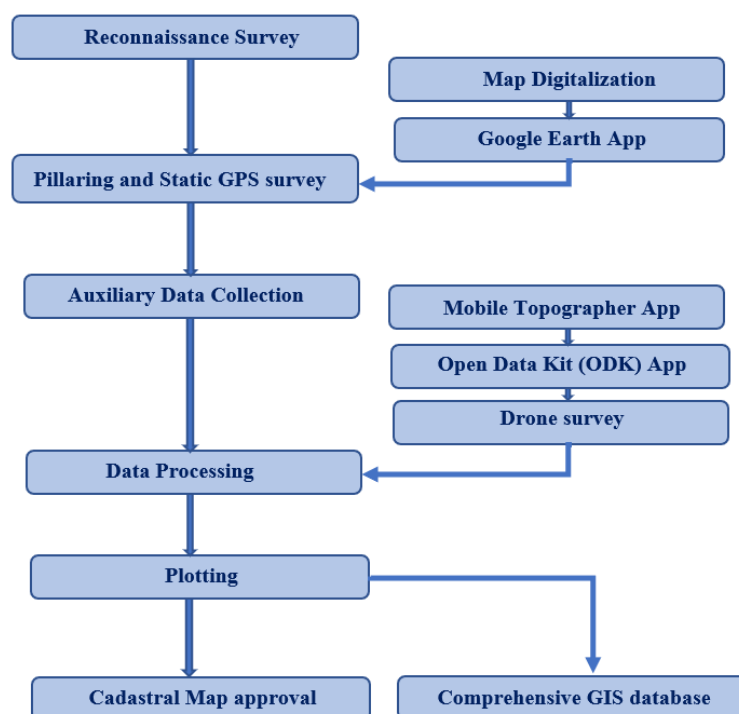 Reconnaissance Survey
Map Digitalization
Google Earth App
Pillaring and Static GPS survey
Auxiliary Data Collection
Mobile Topographer App
Open Data Kit (ODK) App
Drone survey
Data Processing
Plotting
Cadastral Map approval
Comprehensive GIS database